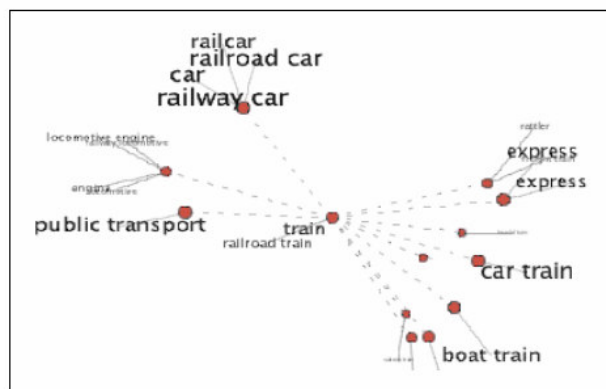 railcar
railroad car
car
railway car
rattler
locomotive engine
express
engine
express
public transport
train
railroad train
car train
boat train